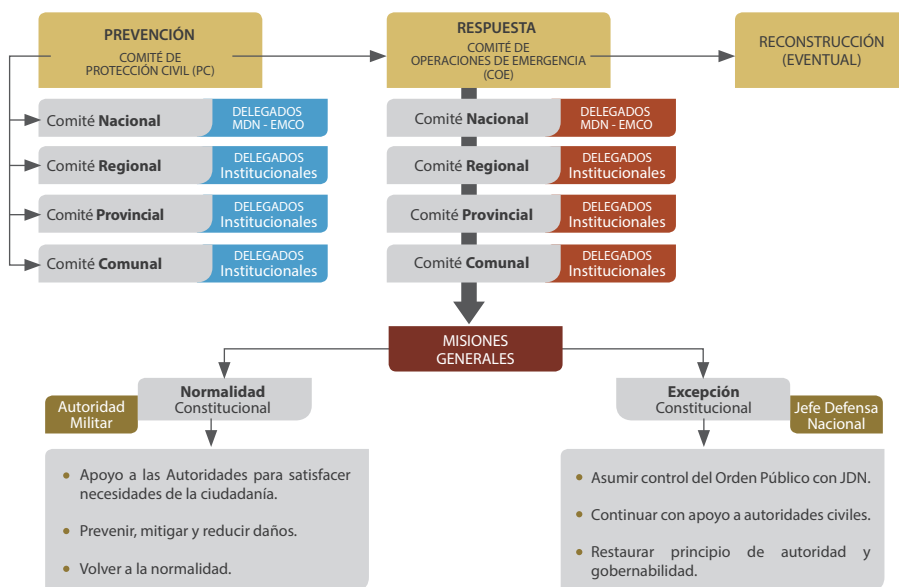 PREVENCIÓN
COMITÉ DE
PROTECCIÓN CIVIL (PC)
RESPUESTA
COMITÉ DE
OPERACIONES DE EMERGENCIA
(COE)
RECONSTRUCCIÓN
(EVENTUAL)
Comité Nacional
DELEGADOS
MDN - EMCO
Comité Regional
DELEGADOS
Institucionales
Comité Provincial
DELEGADOS
Institucionales
Comité Comunal
DELEGADOS
Institucionales
Comité Nacional
DELEGADOS
MDN - EMCO
Comité Regional
DELEGADOS
Institucionales
Comité Provincial
DELEGADOS
Institucionales
Comité Comunal
DELEGADOS
Institucionales
MISIONES
GENERALES
Normalidad
Constitucional
Autoridad
Militar
• Apoyo a las Autoridades para satisfacer
necesidades de la ciudadanía.
• Prevenir, mitigar y reducir daños.
• Volver a la normalidad.
Excepción
Constitucional
Jefe Defensa
Nacional
• Asumir control del Orden Público con JDN.
• Continuar con apoyo a autoridades civiles.
• Restaurar principio de autoridad y
gobernabilidad.